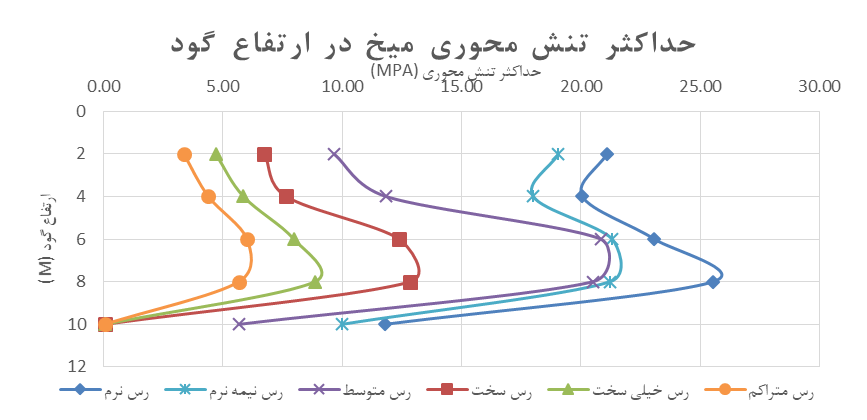 حداکثر تنش محوری میخ در ارتفاع گود
حداکثر تنش محوری (MPA)
0.00 5.00 10.00 15.00 20.00 25.00 30.00
0
2
4
6
8
10
12
ارتفاع گود (M)
رس نرم رس نیمه نرم رس متوسط رس سخت رس خیلی سخت رس متراکم